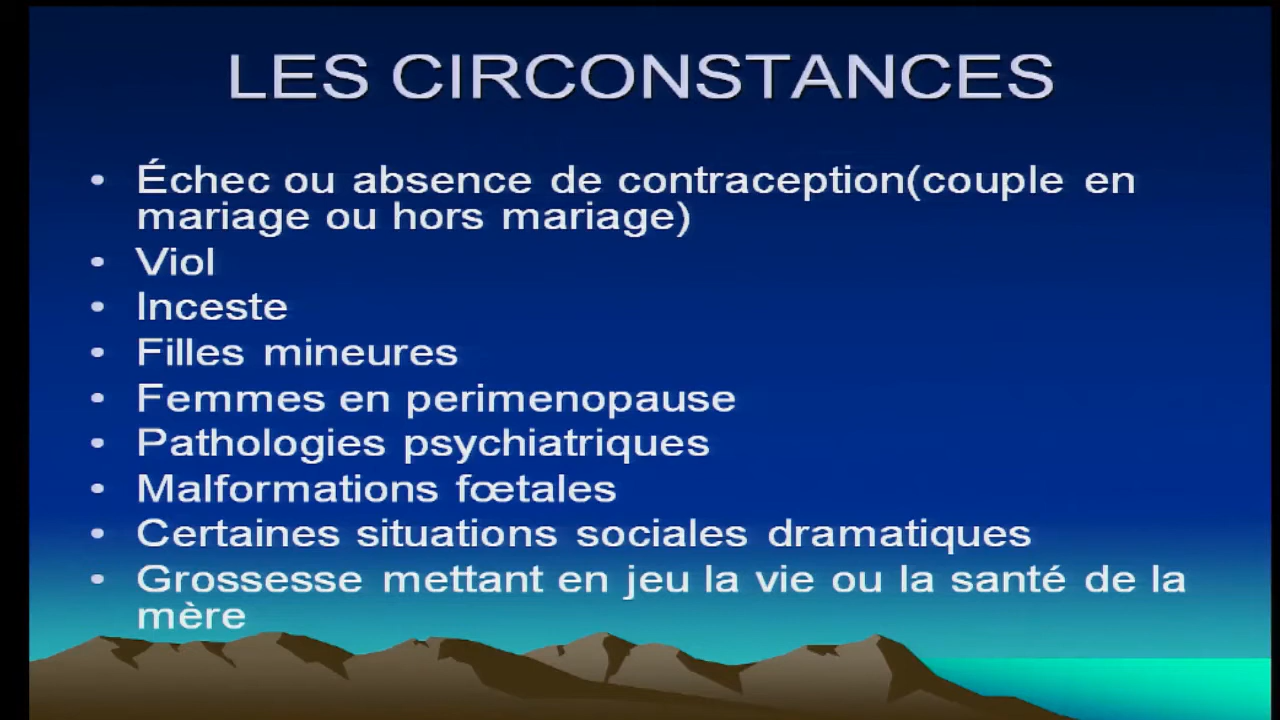 LES CIRCONSTANCES
• Échec ou absence de contraception(couple en
mariage ou hors mariage)
• Viol
• Inceste
• Filles mineures
• Femmes en perimenopause
• Pathologies psychiatriques
• Malformations fœtales
• Certaines situations sociales dramatiques
• Grossesse mettant en jeu la vie ou la santé de la
mère